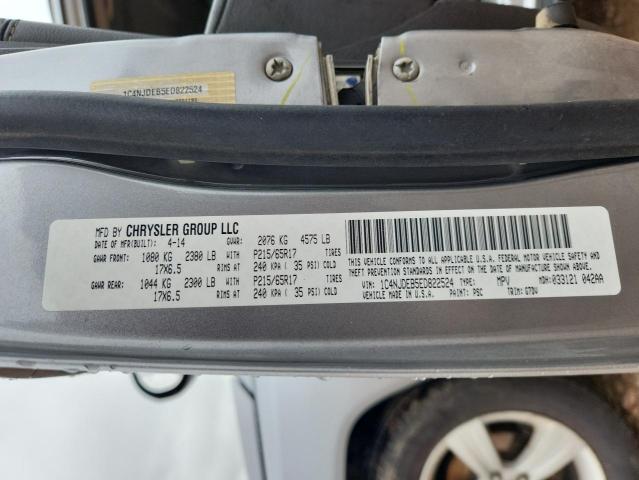 1C4NJDEB5ED822524
MFD BY CHRYSLER GROUP LLC
DATE OF MFR(BUILT): 4-14 GVWR: 2076 KG 4575 LB
GAWR FRONT: 1080 KG 2380 LB P215/65R17 TIRES
17X6.5 RIMS AT 240 KPA ( 35 PSI) COLD
GAWR REAR: 1044 KG 2300 LB P215/65R17 TIRES
17X6.5 RIMS AT 240 KPA ( 35 PSI) COLD
THIS VEHICLE CONFORMS TO ALL APPLICABLE U.S.A. FEDERAL MOTOR VEHICLE SAFETY AND
THEFT PREVENTION STANDARDS IN EFFECT ON THE DATE OF MANUFACTURE SHOWN ABOVE.
VIN: 1C4NJDEB5ED822524 TYPE: MPV MDH: 033121 042AA
VEHICLE MADE IN U.S.A. PAINT: PSC TRIM: G7DV